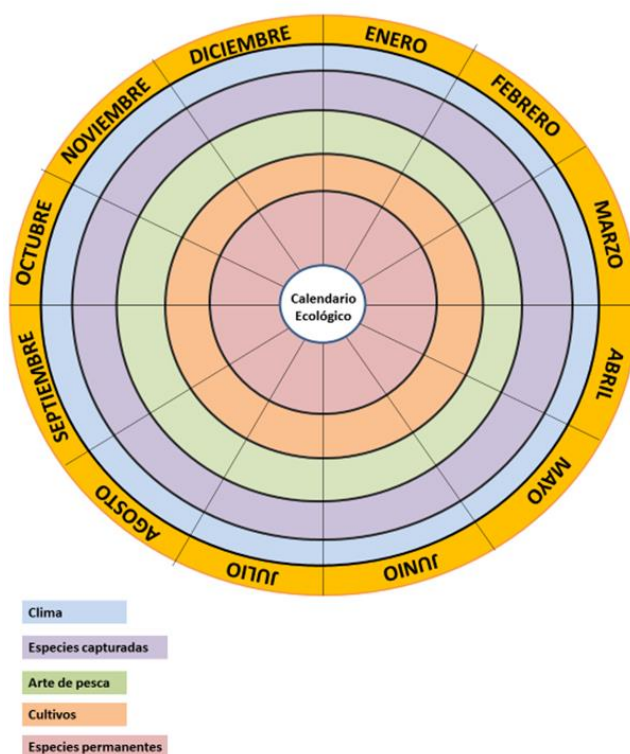 DICIEMBRE
ENERO
FEBRERO
MARZO
ABRIL
MAYO
JUNIO
JULIO
AGOSTO
SEPTIEMBRE
OCTUBRE
NOVIEMBRE
Calendario
Ecológico
Clima
Especies capturadas
Arte de pesca
Cultivos
Especies permanentes